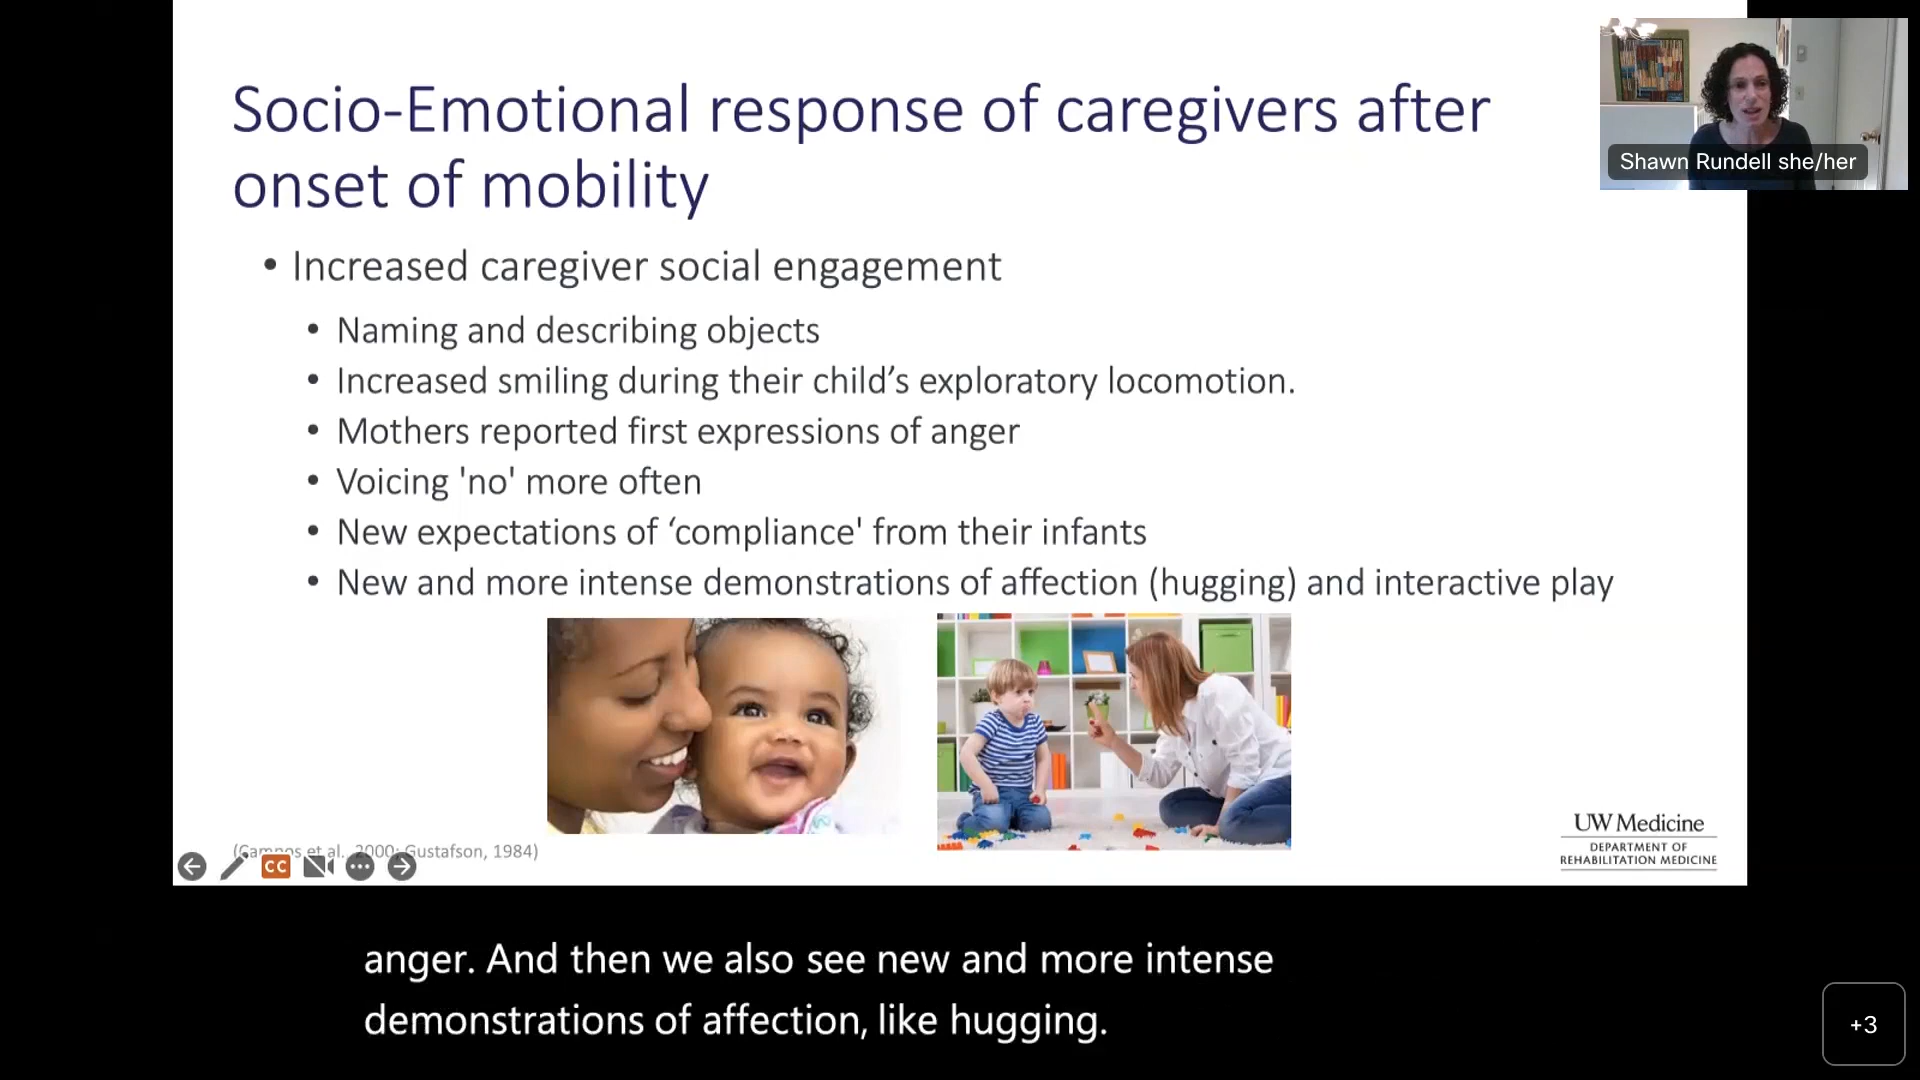 Socio-Emotional response of caregivers after
onset of mobility
• Increased caregiver social engagement
• Naming and describing objects
• Increased smiling during their child’s exploratory locomotion.
• Mothers reported first expressions of anger
• Voicing 'no' more often
• New expectations of ‘compliance' from their infants
• New and more intense demonstrations of affection (hugging) and interactive play
(Campos et al., 2000; Gustafson, 1984)
CC
UW Medicine
DEPARTMENT OF
REHABILITATION MEDICINE
Shawn Rundell she/her
anger. And then we also see new and more intense
demonstrations of affection, like hugging.
+3